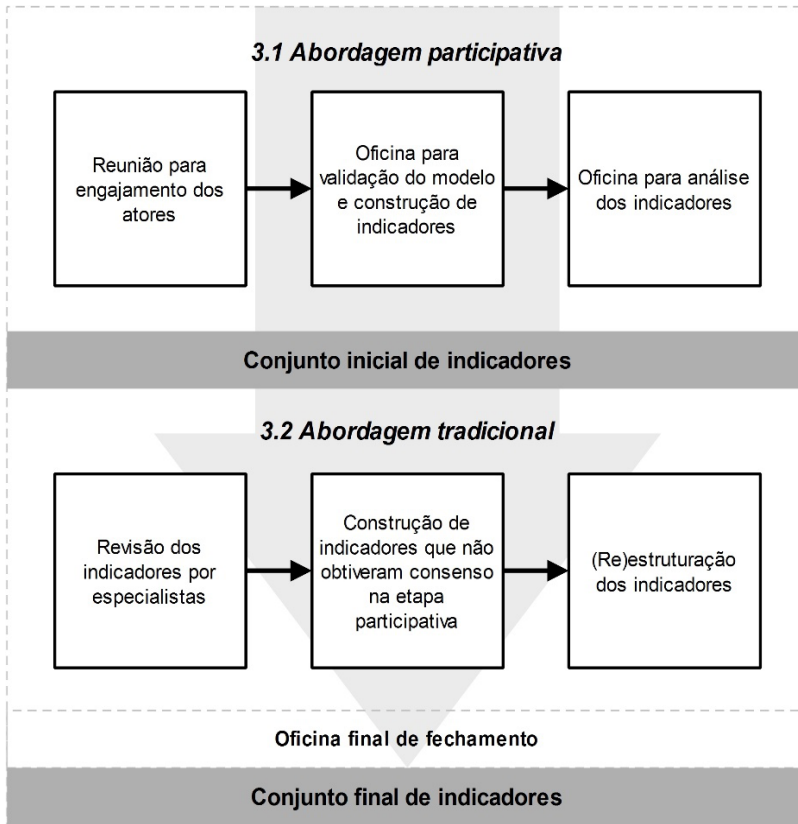 3.1 Abordagem participativa
Reunião para
engajamento dos
atores
Oficina para
validação do modelo
e construção de
indicadores
Oficina para análise
dos indicadores
Conjunto inicial de indicadores
3.2 Abordagem tradicional
Revisão dos
indicadores por
especialistas
Construção de
indicadores que não
obtiveram consenso
na etapa
participativa
(Re)estruturação
dos indicadores
Oficina final de fechamento
Conjunto final de indicadores